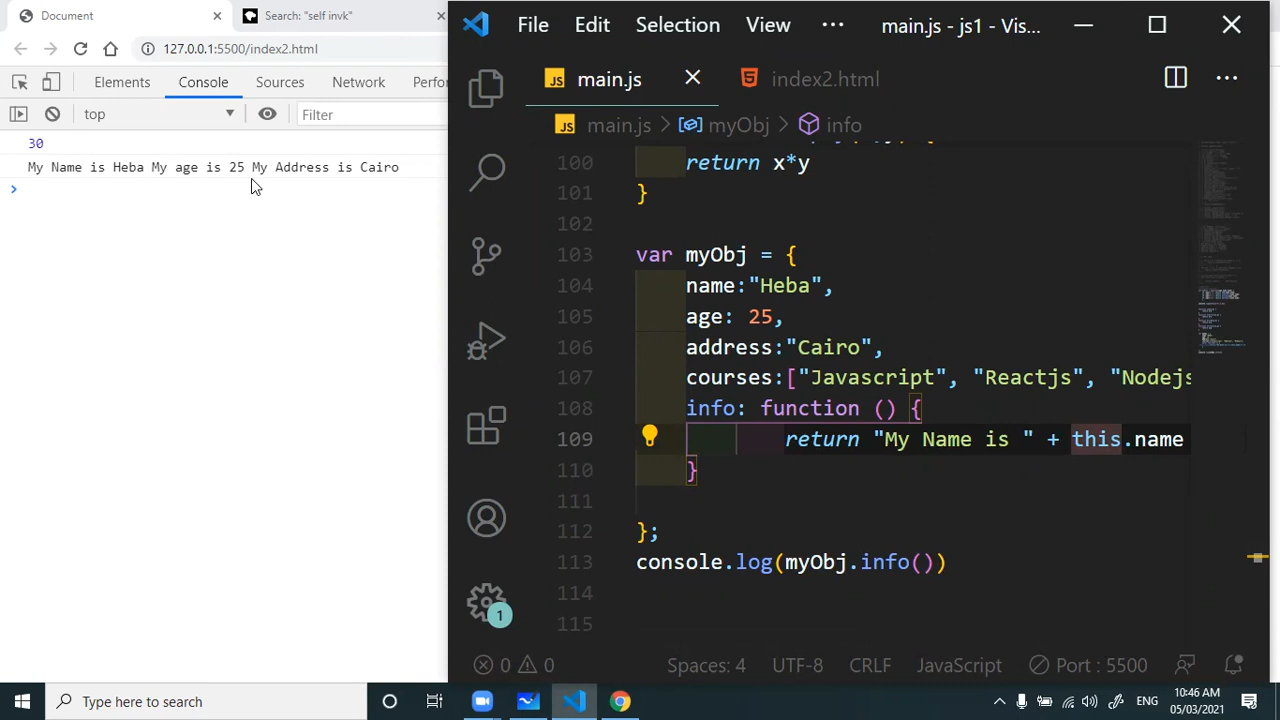 Document
Search: "self invk"
127.0.0.1:5500/index2.html
Elements Console Sources Network Perfor
top
Filter
30
My Name is Heba My age is 25 My Address is Cairo
>
File Edit Selection View ... main.js - js1 - Vis...
JS main.js
index2.html
JS main.js > myObj > info
100 return x*y
101 }
102
103 var myObj = {
104 name:"Heba",
105 age: 25,
106 address:"Cairo",
107 courses:["Javascript", "Reactjs", "Nodejs
108 info: function () {
109 return "My Name is " + this.name
110 }
111
112 };
113 console.log(myObj.info())
114
115
1
0 0 Spaces: 4 UTF-8 CRLF JavaScript Port : 5500
Type here to search
ENG
10:46 AM
05/03/2021